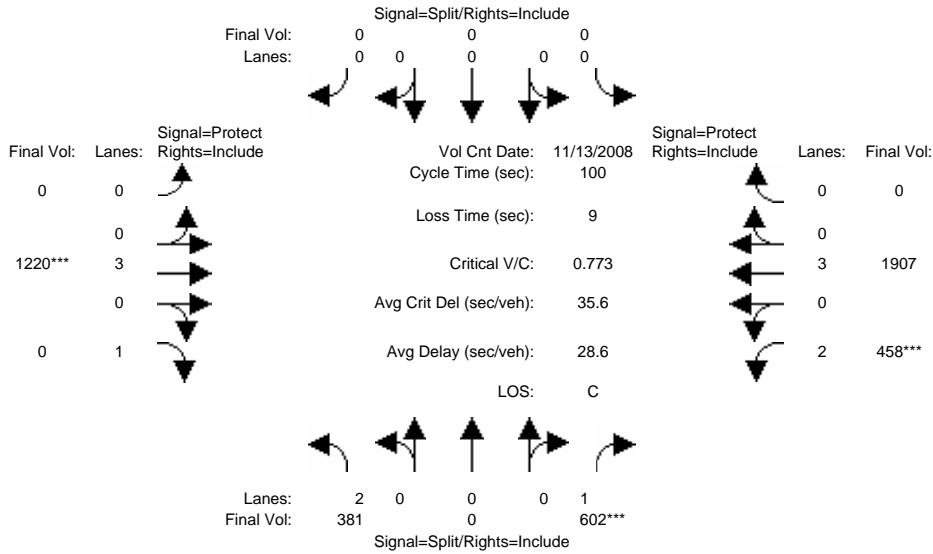 Signal=Split/Rights=Include
Final Vol: 0 0 0
Lanes: 0 0 0 0 0
Signal=Protect Signal=Protect
Final Vol: Lanes: Rights=Include Vol Cnt Date: 11/13/2008 Rights=Include Lanes: Final Vol:
Cycle Time (sec): 100
0 0 0 0
Loss Time (sec): 9
0 0
1220*** 3 Critical V/C: 0.773 3 1907
0 Avg Crit Del (sec/veh): 35.6 0
0 1 Avg Delay (sec/veh): 28.6 2 458***
LOS: C
Lanes: 2 0 0 0 1
Final Vol: 381 0 602***
Signal=Split/Rights=Include